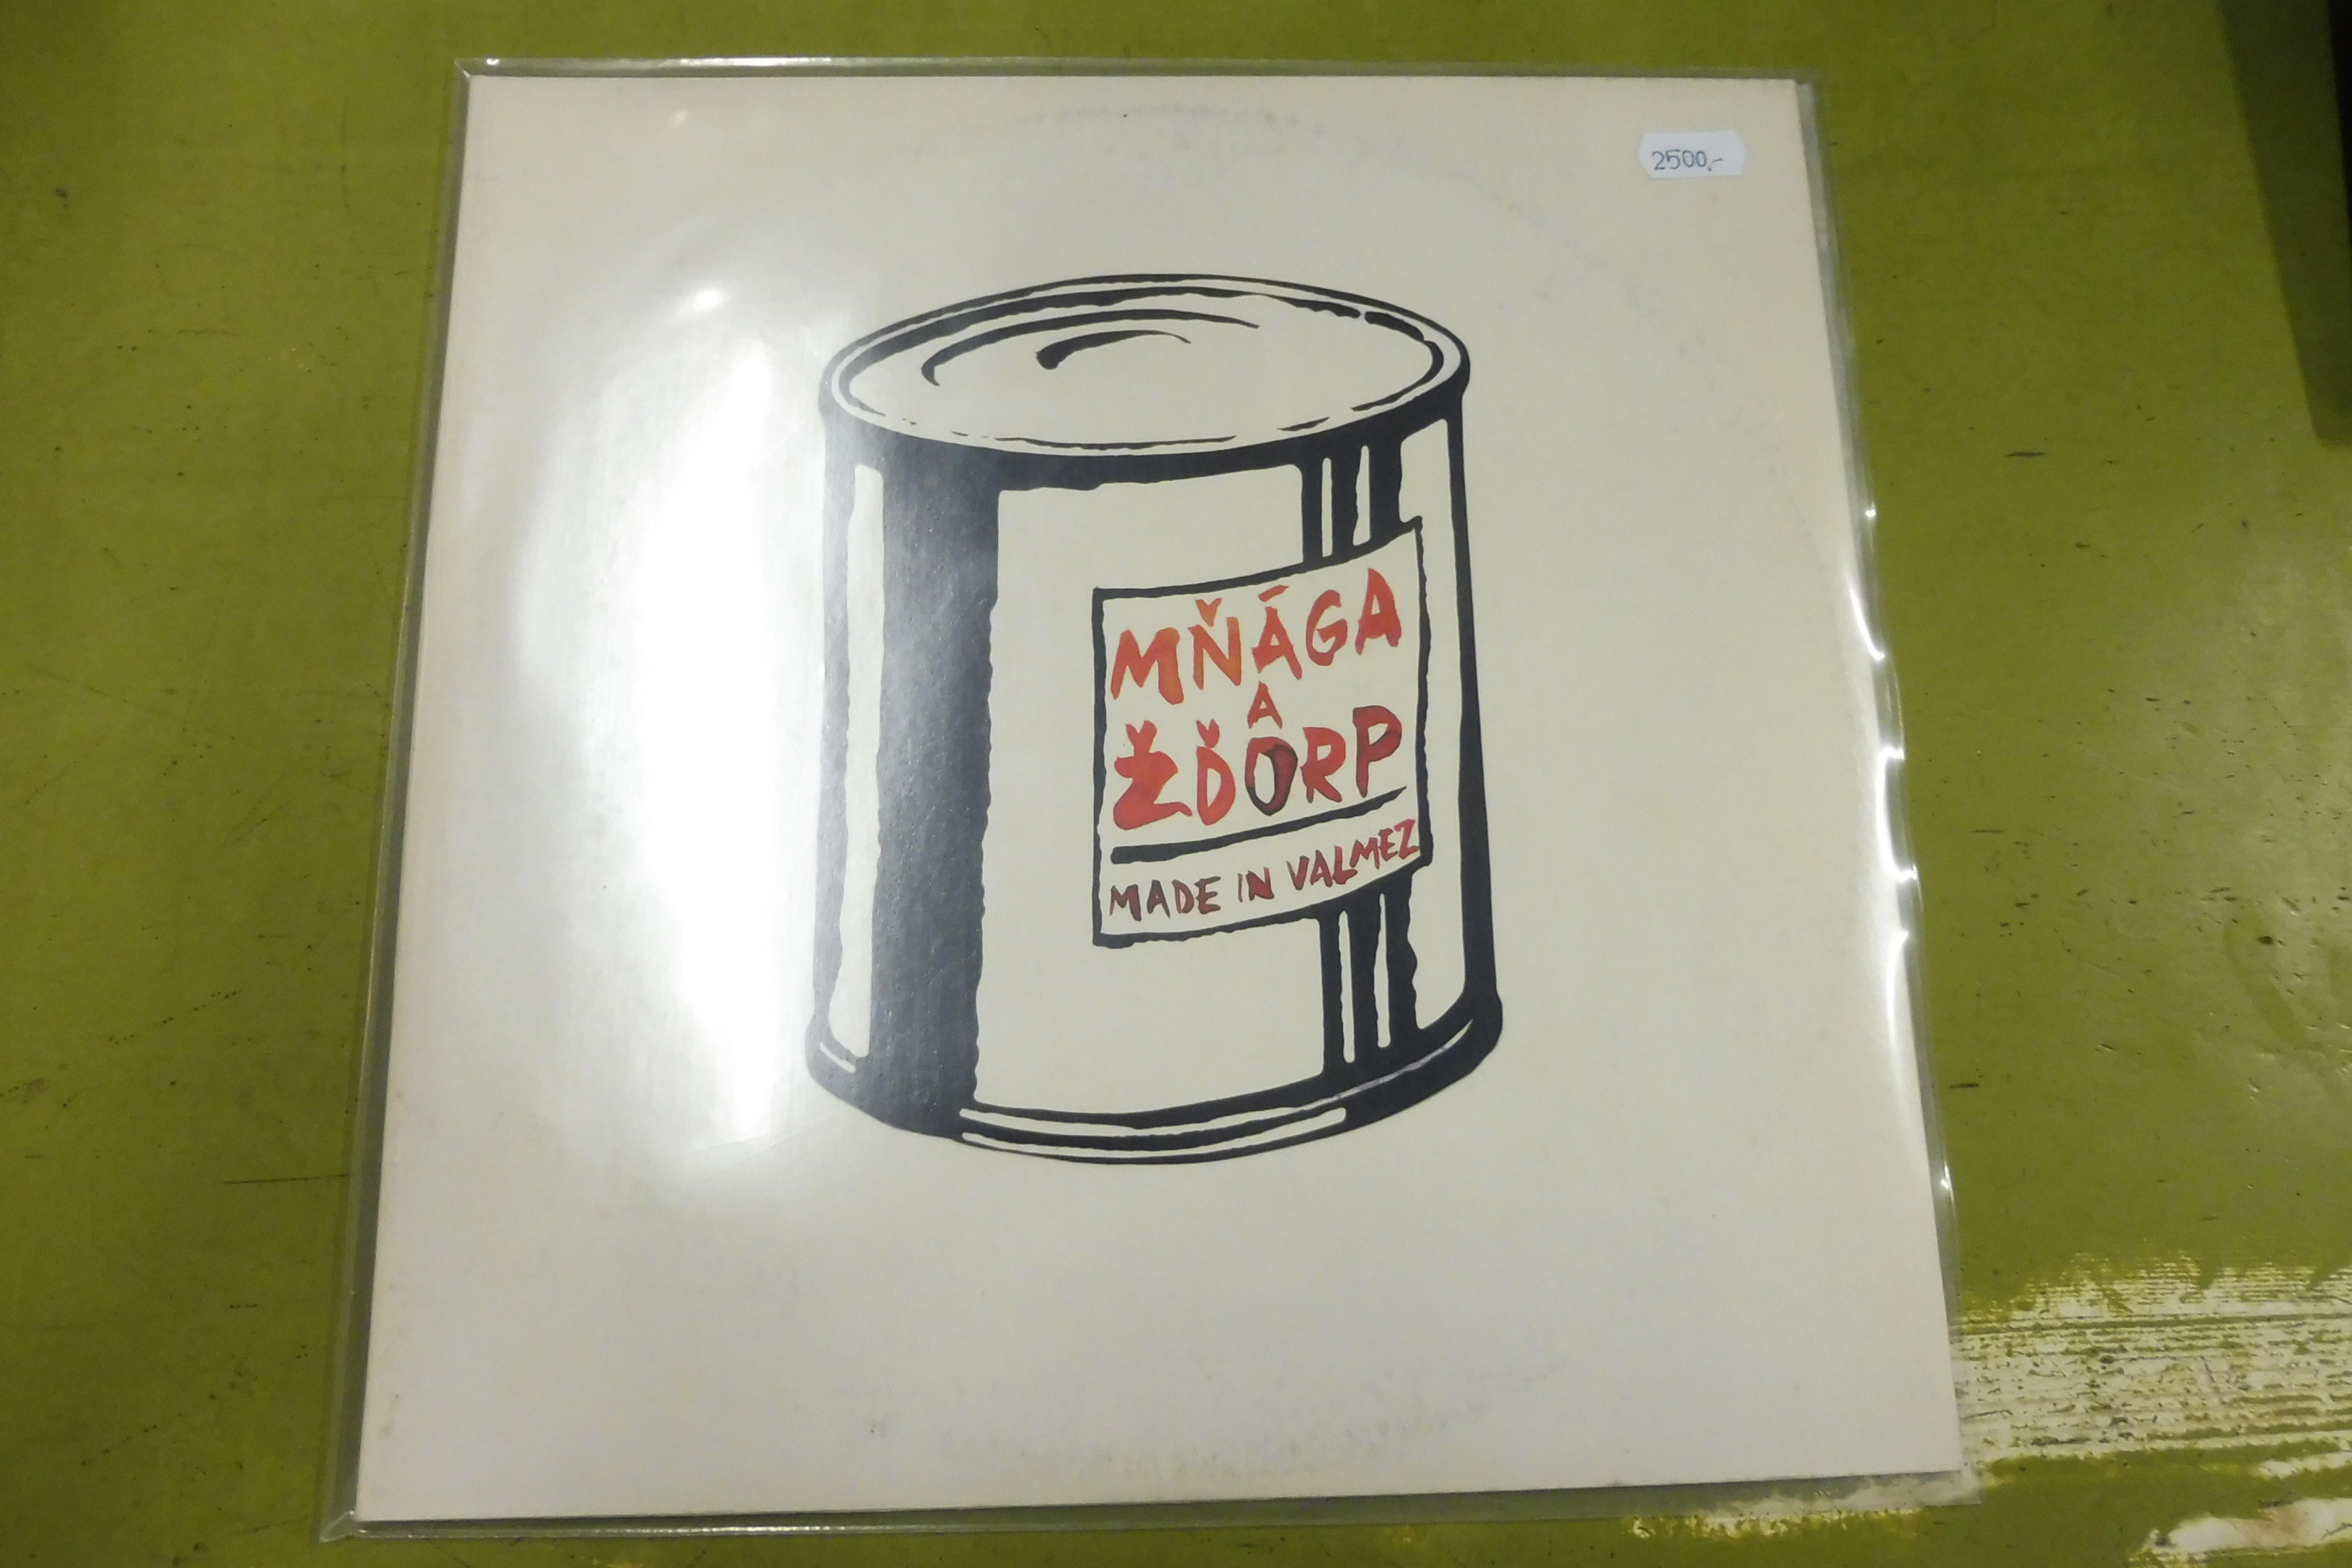 2500,-
MŇÁGA
A
ŽĎORP
MADE IN VALMEZ